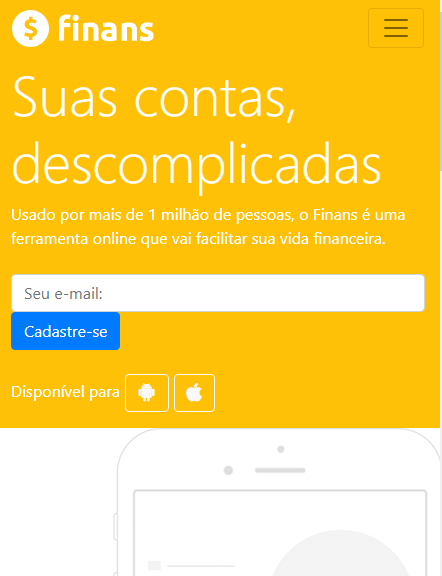 finans
Suas contas,
descomplicadas
Usado por mais de 1 milhão de pessoas, o Finans é uma
ferramenta online que vai facilitar sua vida financeira.
Seu e-mail:
Cadastre-se
Disponível para